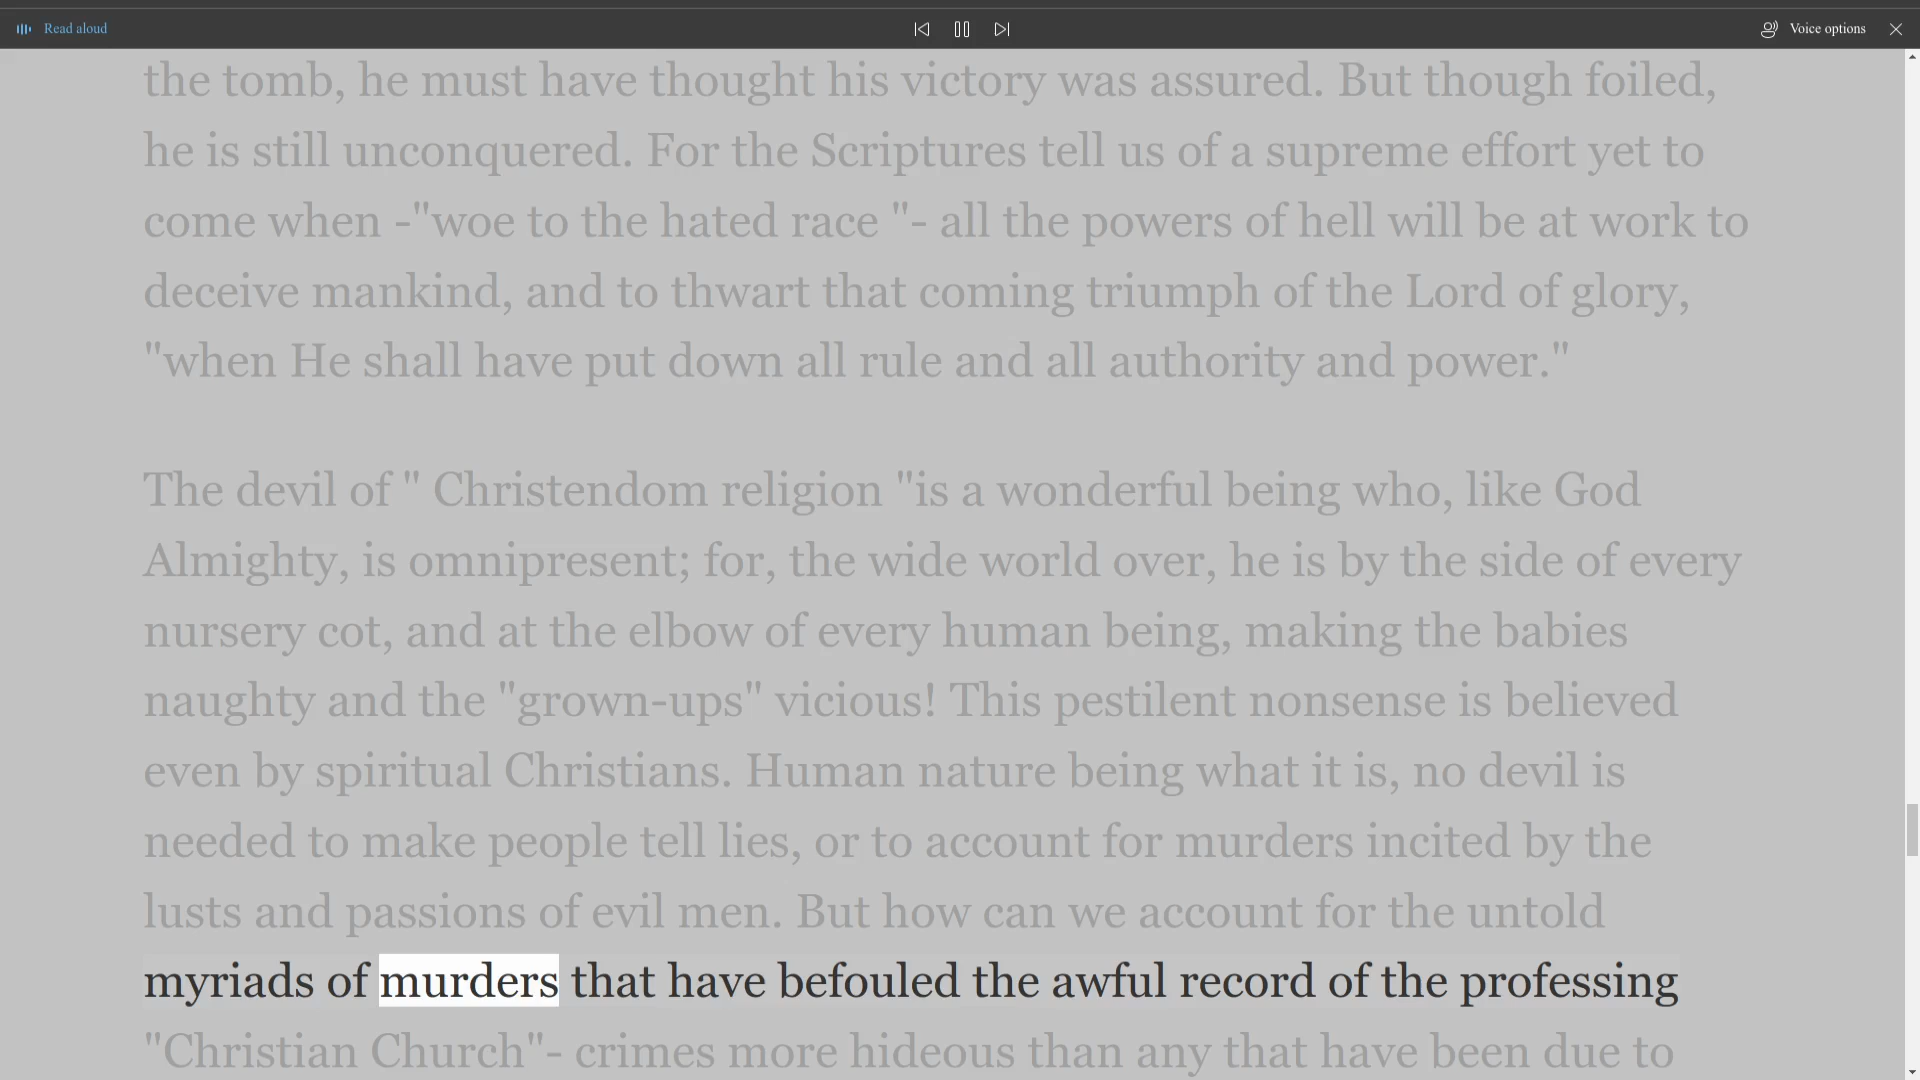 Read aloud
Voice options
the tomb, he must have thought his victory was assured. But though foiled,
he is still unconquered. For the Scriptures tell us of a supreme effort yet to
come when -"woe to the hated race "- all the powers of hell will be at work to
deceive mankind, and to thwart that coming triumph of the Lord of glory,
"when He shall have put down all rule and all authority and power."
The devil of " Christendom religion "is a wonderful being who, like God
Almighty, is omnipresent; for, the wide world over, he is by the side of every
nursery cot, and at the elbow of every human being, making the babies
naughty and the "grown-ups" vicious! This pestilent nonsense is believed
even by spiritual Christians. Human nature being what it is, no devil is
needed to make people tell lies, or to account for murders incited by the
lusts and passions of evil men. But how can we account for the untold
myriads of murders that have befouled the awful record of the professing
"Christian Church"- crimes more hideous than any that have been due to